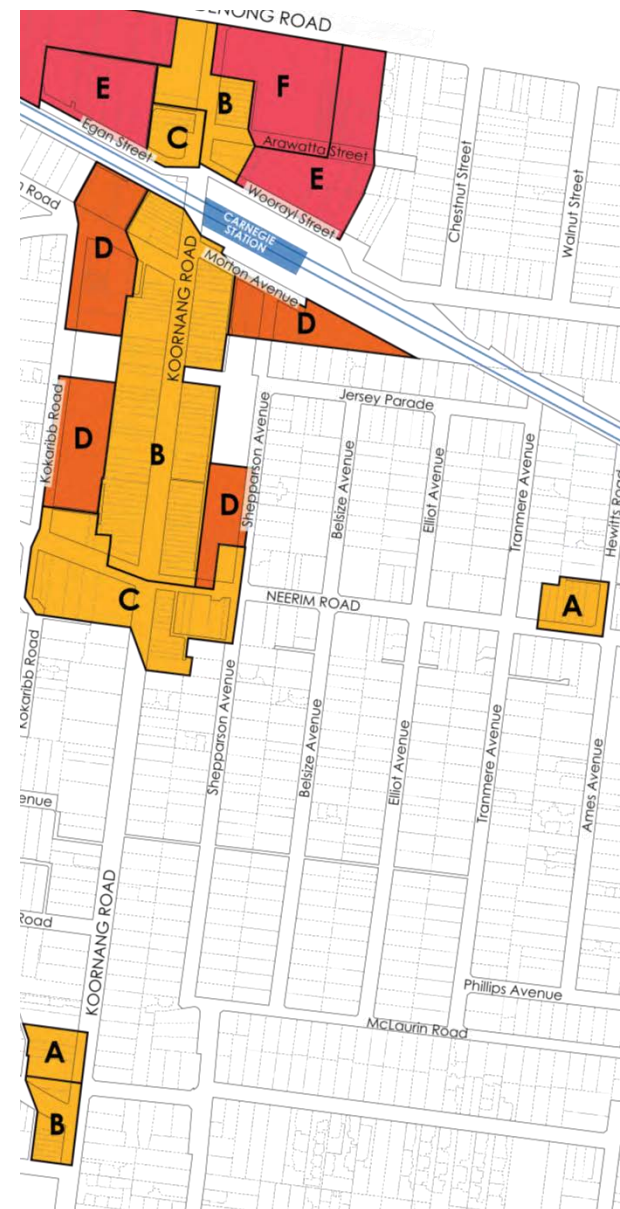 ENONG ROAD
E
B
F
C
Egan Street
Arawatta Street
E
Woorayl Street
Chestnut Street
Walnut Street
n Road
CARNEGIE
STATION
D
KOORNANG ROAD
Morton Avenue
D
Jersey Parade
Kokaribb Road
D
B
Shepparson Avenue
D
Belsize Avenue
Elliot Avenue
Tranmere Avenue
Hewitts Road
C
NEERIM ROAD
A
Kokaribb Road
Shepparson Avenue
Belsize Avenue
Elliot Avenue
Tranmere Avenue
Ames Avenue
enue
KOORNANG ROAD
Road
Phillips Avenue
McLaurin Road
A
B